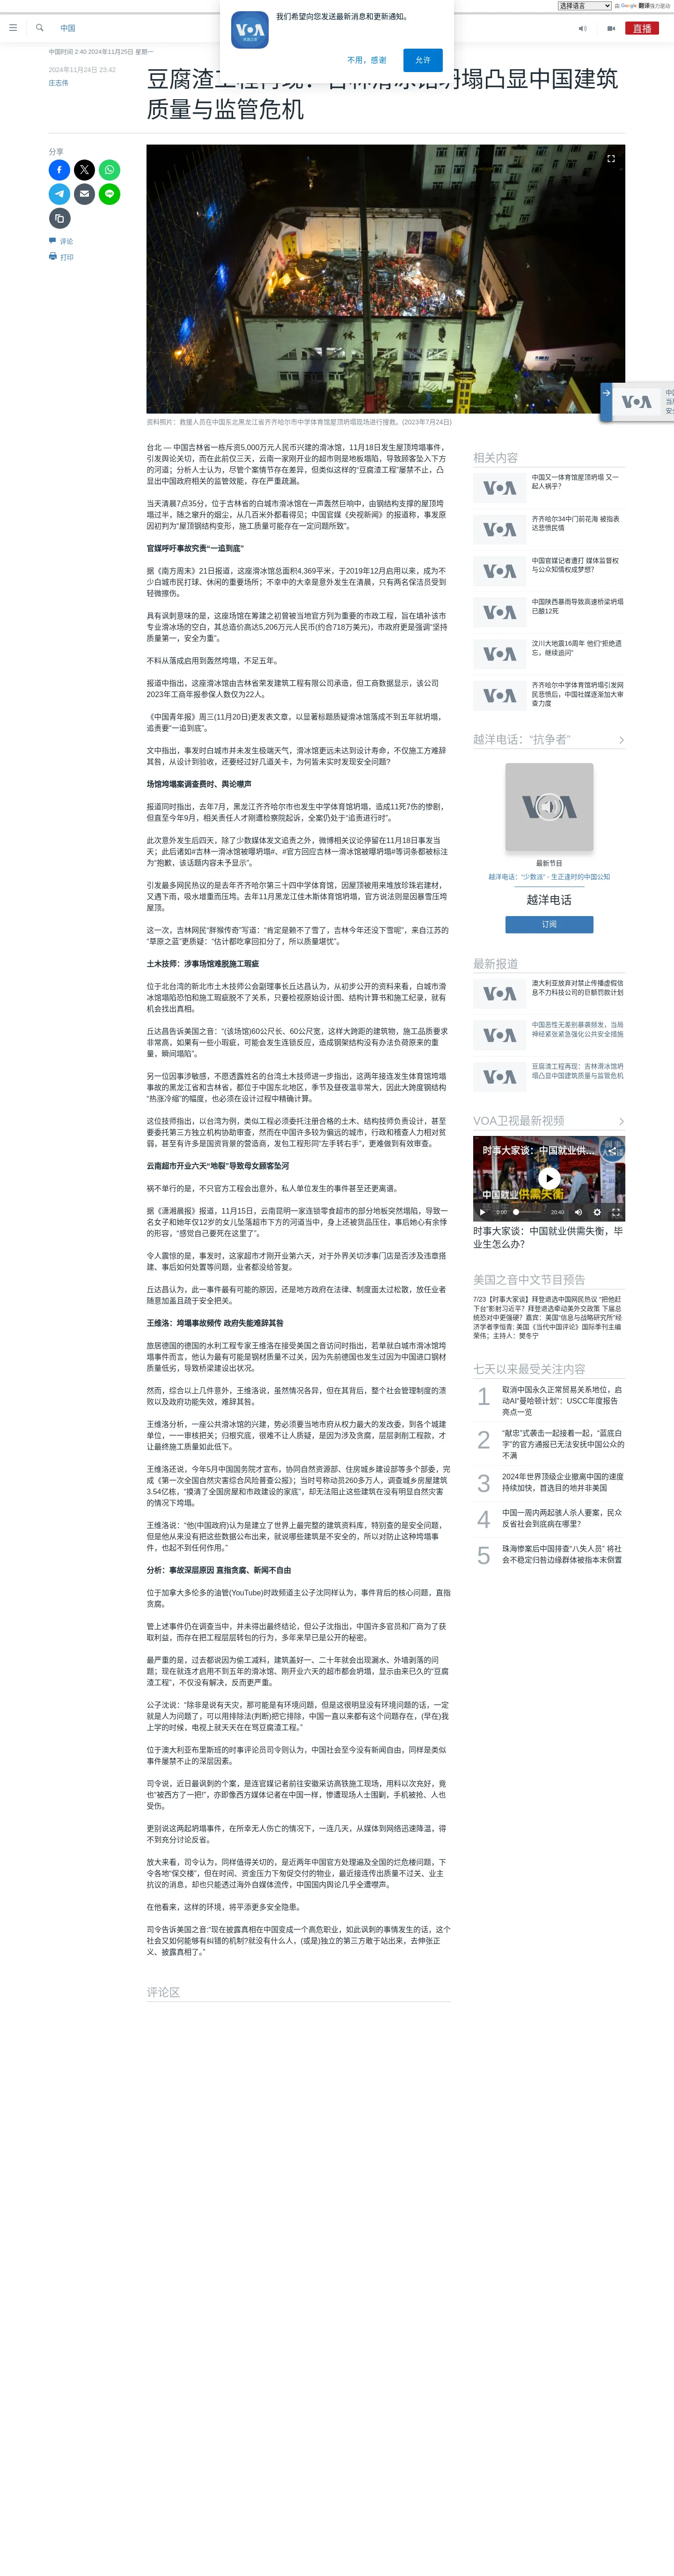 选择语言
由 Google 翻译强力驱动
中国
直播
VOA
美国之音
我们希望向您发送最新消息和更新通知。
不用，感谢
允许
中国时间 2:40 2024年11月25日 星期一
2024年11月24日 23:42
庄志伟
质量与监管危机
分享
评论
打印
资料照片：救援人员在中国东北黑龙江省齐齐哈尔市中学体育馆屋顶坍塌现场进行搜救。(2023年7月24日)
台北 — 中国吉林省一栋斥资5,000万元人民币兴建的滑冰馆，11月18日发生屋顶垮塌事件，
引发舆论关切，而在此前仅三天，云南一家刚开业的超市则是地板塌陷，导致顾客坠入下方
的河道；分析人士认为，尽管个案情节存在差异，但类似这样的“豆腐渣工程”屡禁不止，凸
显出中国政府相关的监管效能，存在严重疏漏。
当天清晨7点35分，位于吉林省的白城市滑冰馆在一声轰然巨响中，由钢结构支撑的屋顶垮
塌过半，随之窜升的烟尘，从几百米外都看得见；中国官媒《央视新闻》的报道称，事发原
因初判为“屋顶钢结构变形，施工质量可能存在一定问题所致”。
官媒呼吁事故究责“一追到底”
据《南方周末》21日报道，这座滑冰馆总面积4,369平米，于2019年12月启用以来，成为不
少白城市民打球、休闲的重要场所；不幸中的大幸是意外发生在清晨，只有两名保洁员受到
轻微擦伤。
具有讽刺意味的是，这座场馆在筹建之初曾被当地官方列为重要的市政工程，旨在填补该市
专业滑冰场的空白，其总造价高达5,206万元人民币(约合718万美元)，市政府更是强调“坚持
质量第一，安全为重”。
不料从落成启用到轰然垮塌，不足五年。
报道中指出，这座滑冰馆由吉林省荣发建筑工程有限公司承造，但工商数据显示，该公司
2023年工商年报参保人数仅为22人。
《中国青年报》周三(11月20日)更发表文章，以显著标题质疑滑冰馆落成不到五年就坍塌，
追责要“一追到底”。
文中指出，事发时白城市并未发生极端天气，滑冰馆更远未达到设计寿命，不仅施工方难辞
其咎，从设计到验收，还要经过好几道关卡，为何皆未实时发现安全问题?
场馆垮塌案调查费时、舆论噤声
报道同时指出，去年7月，黑龙江齐齐哈尔市也发生中学体育馆坍塌，造成11死7伤的惨剧，
但直至今年9月，相关责任人才刚遭检察院起诉，全案仍处于“追责进行时”。
此次意外发生后四天，除了少数媒体发文追责之外，微博相关议论停留在11月18日事发当
天；此后诸如#吉林一滑冰馆被曝坍塌#、#官方回应吉林一滑冰馆被曝坍塌#等词条都被标注
为“抱歉，该话题内容未予显示”。
引发最多网民热议的是去年齐齐哈尔第三十四中学体育馆，因屋顶被用来堆放珍珠岩建材，
又遇下雨，吸水增重而压垮。去年11月黑龙江佳木斯体育馆坍塌，官方说法则是因暴雪压垮
屋顶。
这一次，吉林网民“胖猴传奇”写道：“肯定是赖不了雪了，吉林今年还没下雪呢”，来自江苏的
“草原之蓝”更质疑：“估计都吃拿回扣分了，所以质量堪忧”。
土木技师：涉事场馆难脱施工瑕疵
位于北台湾的新北市土木技师公会副理事长丘达昌认为，从初步公开的资料来看，白城市滑
冰馆塌陷恐怕和施工瑕疵脱不了关系，只要检视原始设计图、结构计算书和施工纪录，就有
机会找出真相。
丘达昌告诉美国之音：“(该场馆)60公尺长、60公尺宽，这样大跨距的建筑物，施工品质要求
非常高，如果有一些小瑕疵，可能会发生连锁反应，造成钢架结构没有办法负荷原来的重
量，瞬间塌陷”。
另一位因事涉敏感，不愿透露姓名的台湾土木技师进一步指出，这两年接连发生体育馆垮塌
事故的黑龙江省和吉林省，都位于中国东北地区，季节及昼夜温非常大，因此大跨度钢结构
“热涨冷缩”的幅度，也必须在设计过程中精确计算。
这位技师指出，以台湾为例，类似工程必须委托注册合格的土木、结构技师负责设计，甚至
要委托第三方独立机构协助审查，然而在中国许多较为偏远的城市，行政和稽查人力相对贫
弱，甚至有许多是国资背景的营造商，发包工程形同“左手转右手”，更难做到有效审查。
云南超市开业六天“地裂”导致母女顾客坠河
祸不单行的是，不只官方工程会出意外，私人单位发生的事件甚至还更离谱。
据《潇湘晨报》报道，11月15日，云南昆明一家连锁零食超市的部分地板突然塌陷，导致一
名女子和她年仅12岁的女儿坠落超市下方的河道当中，身上还被货品压住，事后她心有余悸
的形容，“感觉自己要死在这里了”。
令人震惊的是，事发时，这家超市才刚开业第六天，对于外界关切涉事门店是否涉及违章搭
建、事后如何处置等问题，业者都没给答复。
丘达昌认为，此一事件最有可能的原因，还是地方政府在法律、制度面太过松散，放任业者
随意加盖且疏于安全把关。
王维洛：垮塌事故频传 政府失能难辞其咎
旅居德国的德国的水利工程专家王维洛在接受美国之音访问时指出，若单就白城市滑冰馆垮
塌事件而言，他认为最有可能是钢材质量不过关，因为先前德国也发生过因为中国进口钢材
质量低劣，导致桥梁建设出状况。
然而，综合以上几件意外，王维洛说，虽然情况各异，但在其背后，整个社会管理制度的溃
败以及政府功能失效，难辞其咎。
王维洛分析，一座公共滑冰馆的兴建，势必须要当地市府从权力最大的发改委，到各个城建
单位，一一审核把关；归根究底，很难不让人质疑，是因为涉及贪腐，层层剥削工程款，才
让最终施工质量如此低下。
王维洛还说，今年5月中国国务院才宣布，协同自然资源部、住房城乡建设部等多个部委，完
成《第一次全国自然灾害综合风险普查公报》；当时号称动员260多万人，调查城乡房屋建筑
3.54亿栋，“摸清了全国房屋和市政建设的家底”，却无法阻止这些建筑在没有明显自然灾害
的情况下垮塌。
王维洛说：“他(中国政府)认为是建立了世界上最完整的建筑资料库，特别查的是安全问题，
但是他从来没有把这些数据公布出来，就说哪些建筑是不安全的，所以对防止这种垮塌事
件，也起不到任何作用。”
分析：事故深层原因 直指贪腐、新闻不自由
位于加拿大多伦多的油管(YouTube)时政频道主公子沈同样认为，事件背后的核心问题，直指
贪腐。
管上述事件仍在调查当中，并未得出最终结论，但公子沈指出，中国许多官员和厂商为了获
取利益，而存在把工程层层转包的行为，多年来早已是公开的秘密。
最严重的是，过去都说因为偷工减料，建筑盖好一、二十年就会出现漏水、外墙剥落的问
题；现在就连才启用不到五年的滑冰馆、刚开业六天的超市都会坍塌，显示由来已久的“豆腐
渣工程”，不仅没有解决，反而更严重。
公子沈说：“除非是说有天灾，那可能是有环境问题，但是这很明显没有环境问题的话，一定
就是人为问题了，可以用排除法(判断)把它排除，中国一直以来都有这个问题存在，(早在)我
上学的时候，电视上就天天在在骂豆腐渣工程。”
位于澳大利亚布里斯班的时事评论员司令则认为，中国社会至今没有新闻自由，同样是类似
事件屡禁不止的深层因素。
司令说，近日最讽刺的个案，是连官媒记者前往安徽采访高铁施工现场，用料以次充好，竟
也“被西方了一把!”，亦即像西方媒体记者在中国一样，惨遭现场人士围剿，手机被抢、人也
受伤。
更别说这两起坍塌事件，在所幸无人伤亡的情况下，一连几天，从媒体到网络迅速降温，得
不到充分讨论反省。
放大来看，司令认为，同样值得关切的，是近两年中国官方处理遍及全国的烂危楼问题，下
令各地“保交楼”，但在时间、资金压力下匆促交付的物业，最近接连传出质量不过关、业主
抗议的消息，却也只能透过海外自媒体流传，中国国内舆论几乎全遭噤声。
在他看来，这样的环境，将平添更多安全隐患。
司令告诉美国之音:“现在披露真相在中国变成一个高危职业，如此讽刺的事情发生的话，这个
社会又如何能够有纠错的机制?就没有什么人，(或是)独立的第三方敢于站出来，去伸张正
义、披露真相了。”
评论区
相关内容
中国又一体育馆屋顶坍塌 又一
起人祸乎?
齐齐哈尔34中门前花海 被指表
达悲愤民情
中国官媒记者遭打 媒体监督权
与公众知情权成梦想？
中国陕西暴雨导致高速桥梁坍塌
已酿12死
汶川大地震16周年 他们“拒绝遗
忘，继续追问”
齐齐哈尔中学体育馆坍塌引发网
民悲愤后，中国社媒逐渐加大审
查力度
越洋电话：“抗争者”
最新节目
越洋电话：“少数派” - 生正逢时的中国公知
越洋电话
订阅
最新报道
澳大利亚放弃对禁止传播虚假信
息不力科技公司的巨额罚款计划
中国恶性无差别暴袭频发，当局
神经紧张紧急强化公共安全措施
豆腐渣工程再现：吉林滑冰馆坍
塌凸显中国建筑质量与监管危机
VOA卫视最新视频
时事大家谈：中国就业供...
中国就业供需失衡
0:00
20:40
时事大家谈：中国就业供需失衡，毕
业生怎么办？
美国之音中文节目预告
7/23【时事大家谈】拜登退选中国网民热议 “把他赶
下台”影射习近平？拜登退选牵动美外交政策 下届总
统恐对中更强硬？嘉宾：美国“信息与战略研究所”经
济学者李恒青; 美国《当代中国评论》国际季刊主编
荣伟；主持人：樊冬宁
七天以来最受关注内容
1
取消中国永久正常贸易关系地位，启
动AI“曼哈顿计划”：USCC年度报告
亮点一览
2
“献忠”式袭击一起接着一起，“蓝底白
字”的官方通报已无法安抚中国公众的
不满
3
2024年世界顶级企业撤离中国的速度
持续加快，首选目的地并非美国
4
中国一周内两起骇人杀人要案，民众
反省社会到底病在哪里?
5
珠海惨案后中国排查“八失人员” 将社
会不稳定归咎边缘群体被指本末倒置